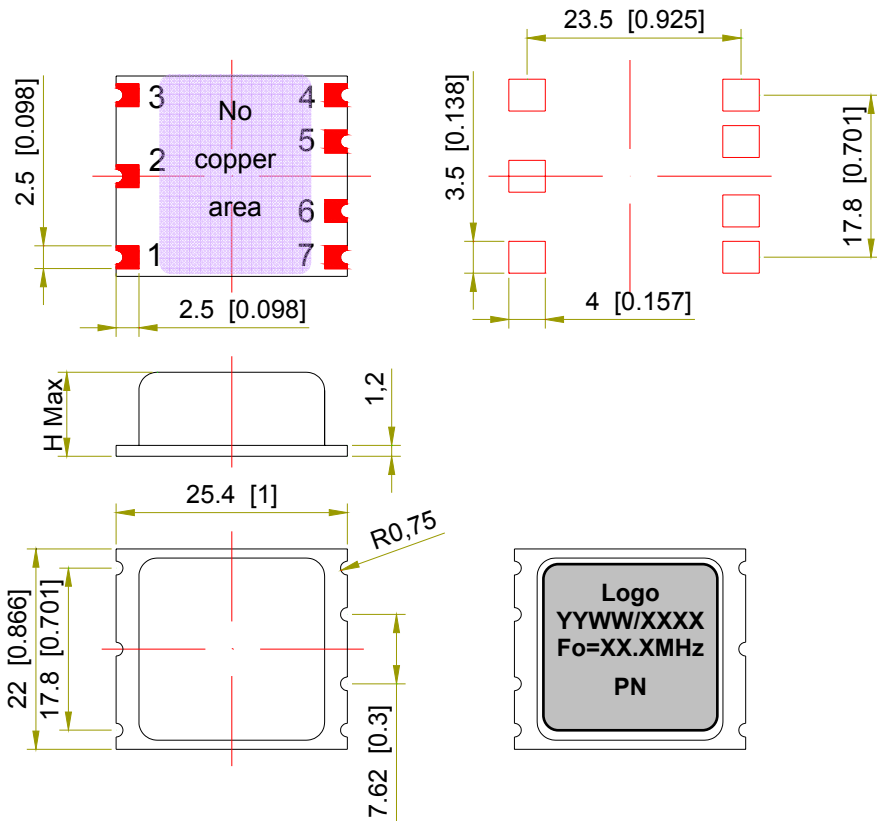 23.5 [0.925]
3
4
No
5
copper
2
area
6
1
7
2.5 [0.098]
2.5 [0.098]
3.5 [0.138]
17.8 [0.701]
4 [0.157]
H Max
1,2
25.4 [1]
R0,75
22 [0.866]
17.8 [0.701]
7.62 [0.3]
Logo
YYWW/XXXX
Fo=XX.XMHz
PN